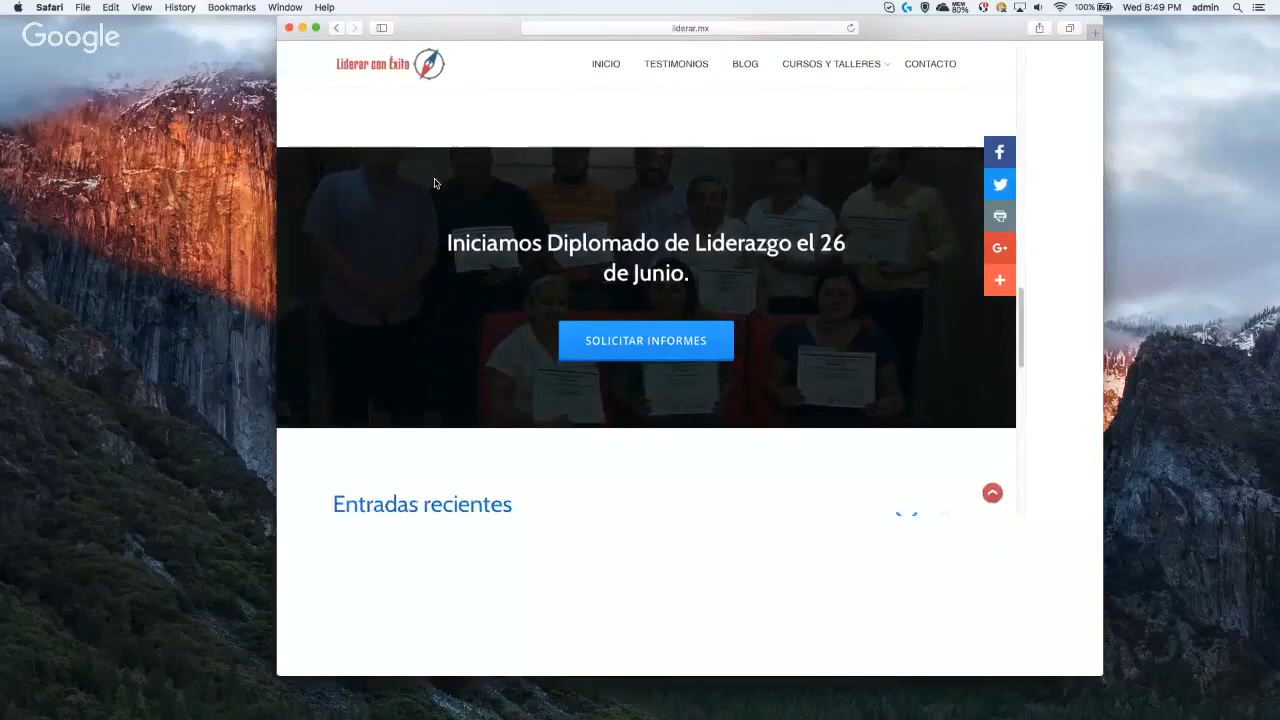 Safari File Edit View History Bookmarks Window Help MEM 80% 100% Wed 8:49 PM admin
Google
liderar.mx
Liderar con Éxito INICIO TESTIMONIOS BLOG CURSOS Y TALLERES CONTACTO
Iniciamos Diplomado de Liderazgo el 26
de Junio.
SOLICITAR INFORMES
Entradas recientes